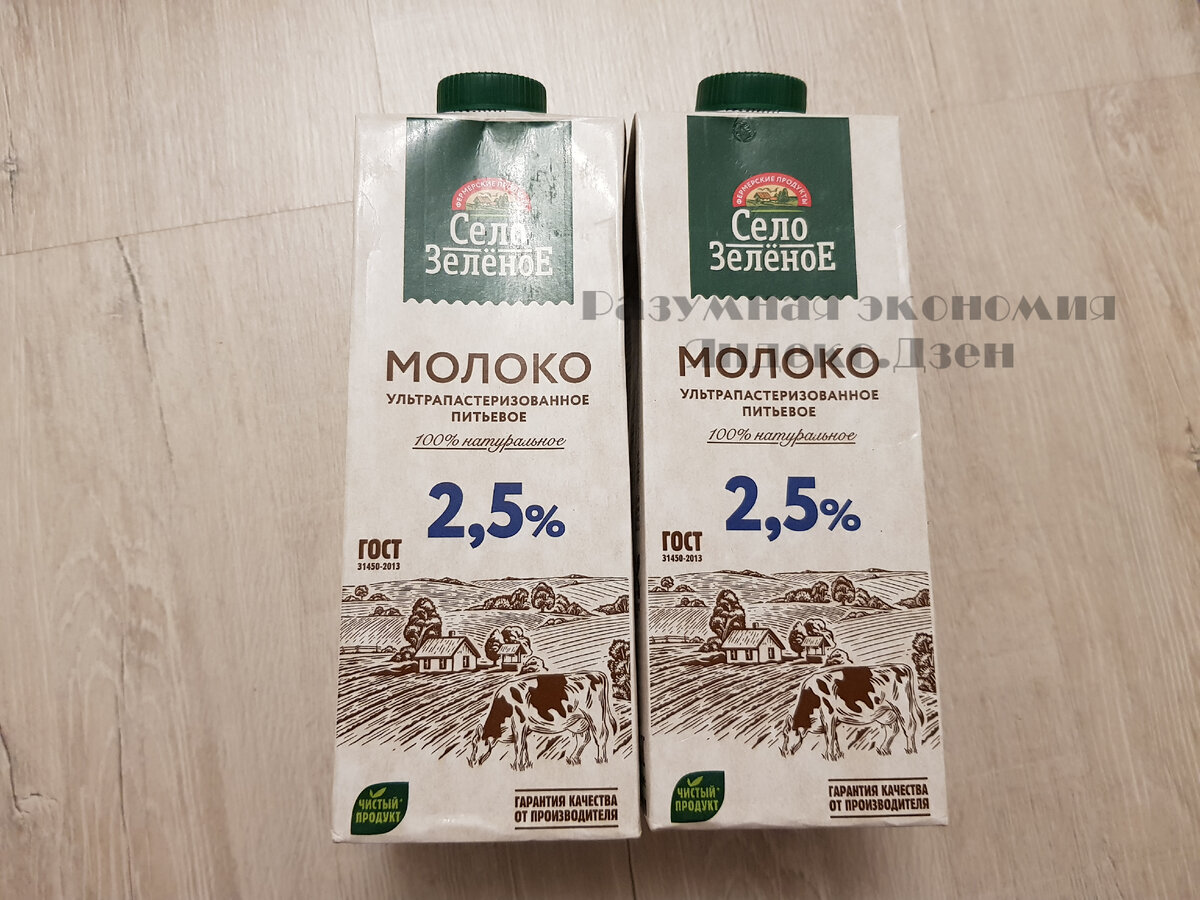 ФЕРМЕРСКИЕ
Село
ЗелёноЕ
МОЛОКО
УЛЬТРАПАСТЕРИЗОВАННОЕ
ПИТЬЕВОЕ
100% натуральное
2,5%
ГОСТ
31450-2013
ЧИСТЫЙ*
ПРОДУКТ
ГАРАНТИЯ КАЧЕСТВА
ОТ ПРОИЗВОДИТЕЛЯ
ФЕРМЕРСКИЕ ПРОДУКТЫ
Село
ЗелёноЕ
Разумная экономия
Яндекс.Дзен
МОЛОКО
УЛЬТРАПАСТЕРИЗОВАННОЕ
ПИТЬЕВОЕ
100% натуральное
2,5%
ГОСТ
31450-2013
ЧИСТЫЙ*
ПРОДУКТ
ГАРАНТИЯ КАЧЕСТВА
ОТ ПРОИЗВОДИТЕЛЯ